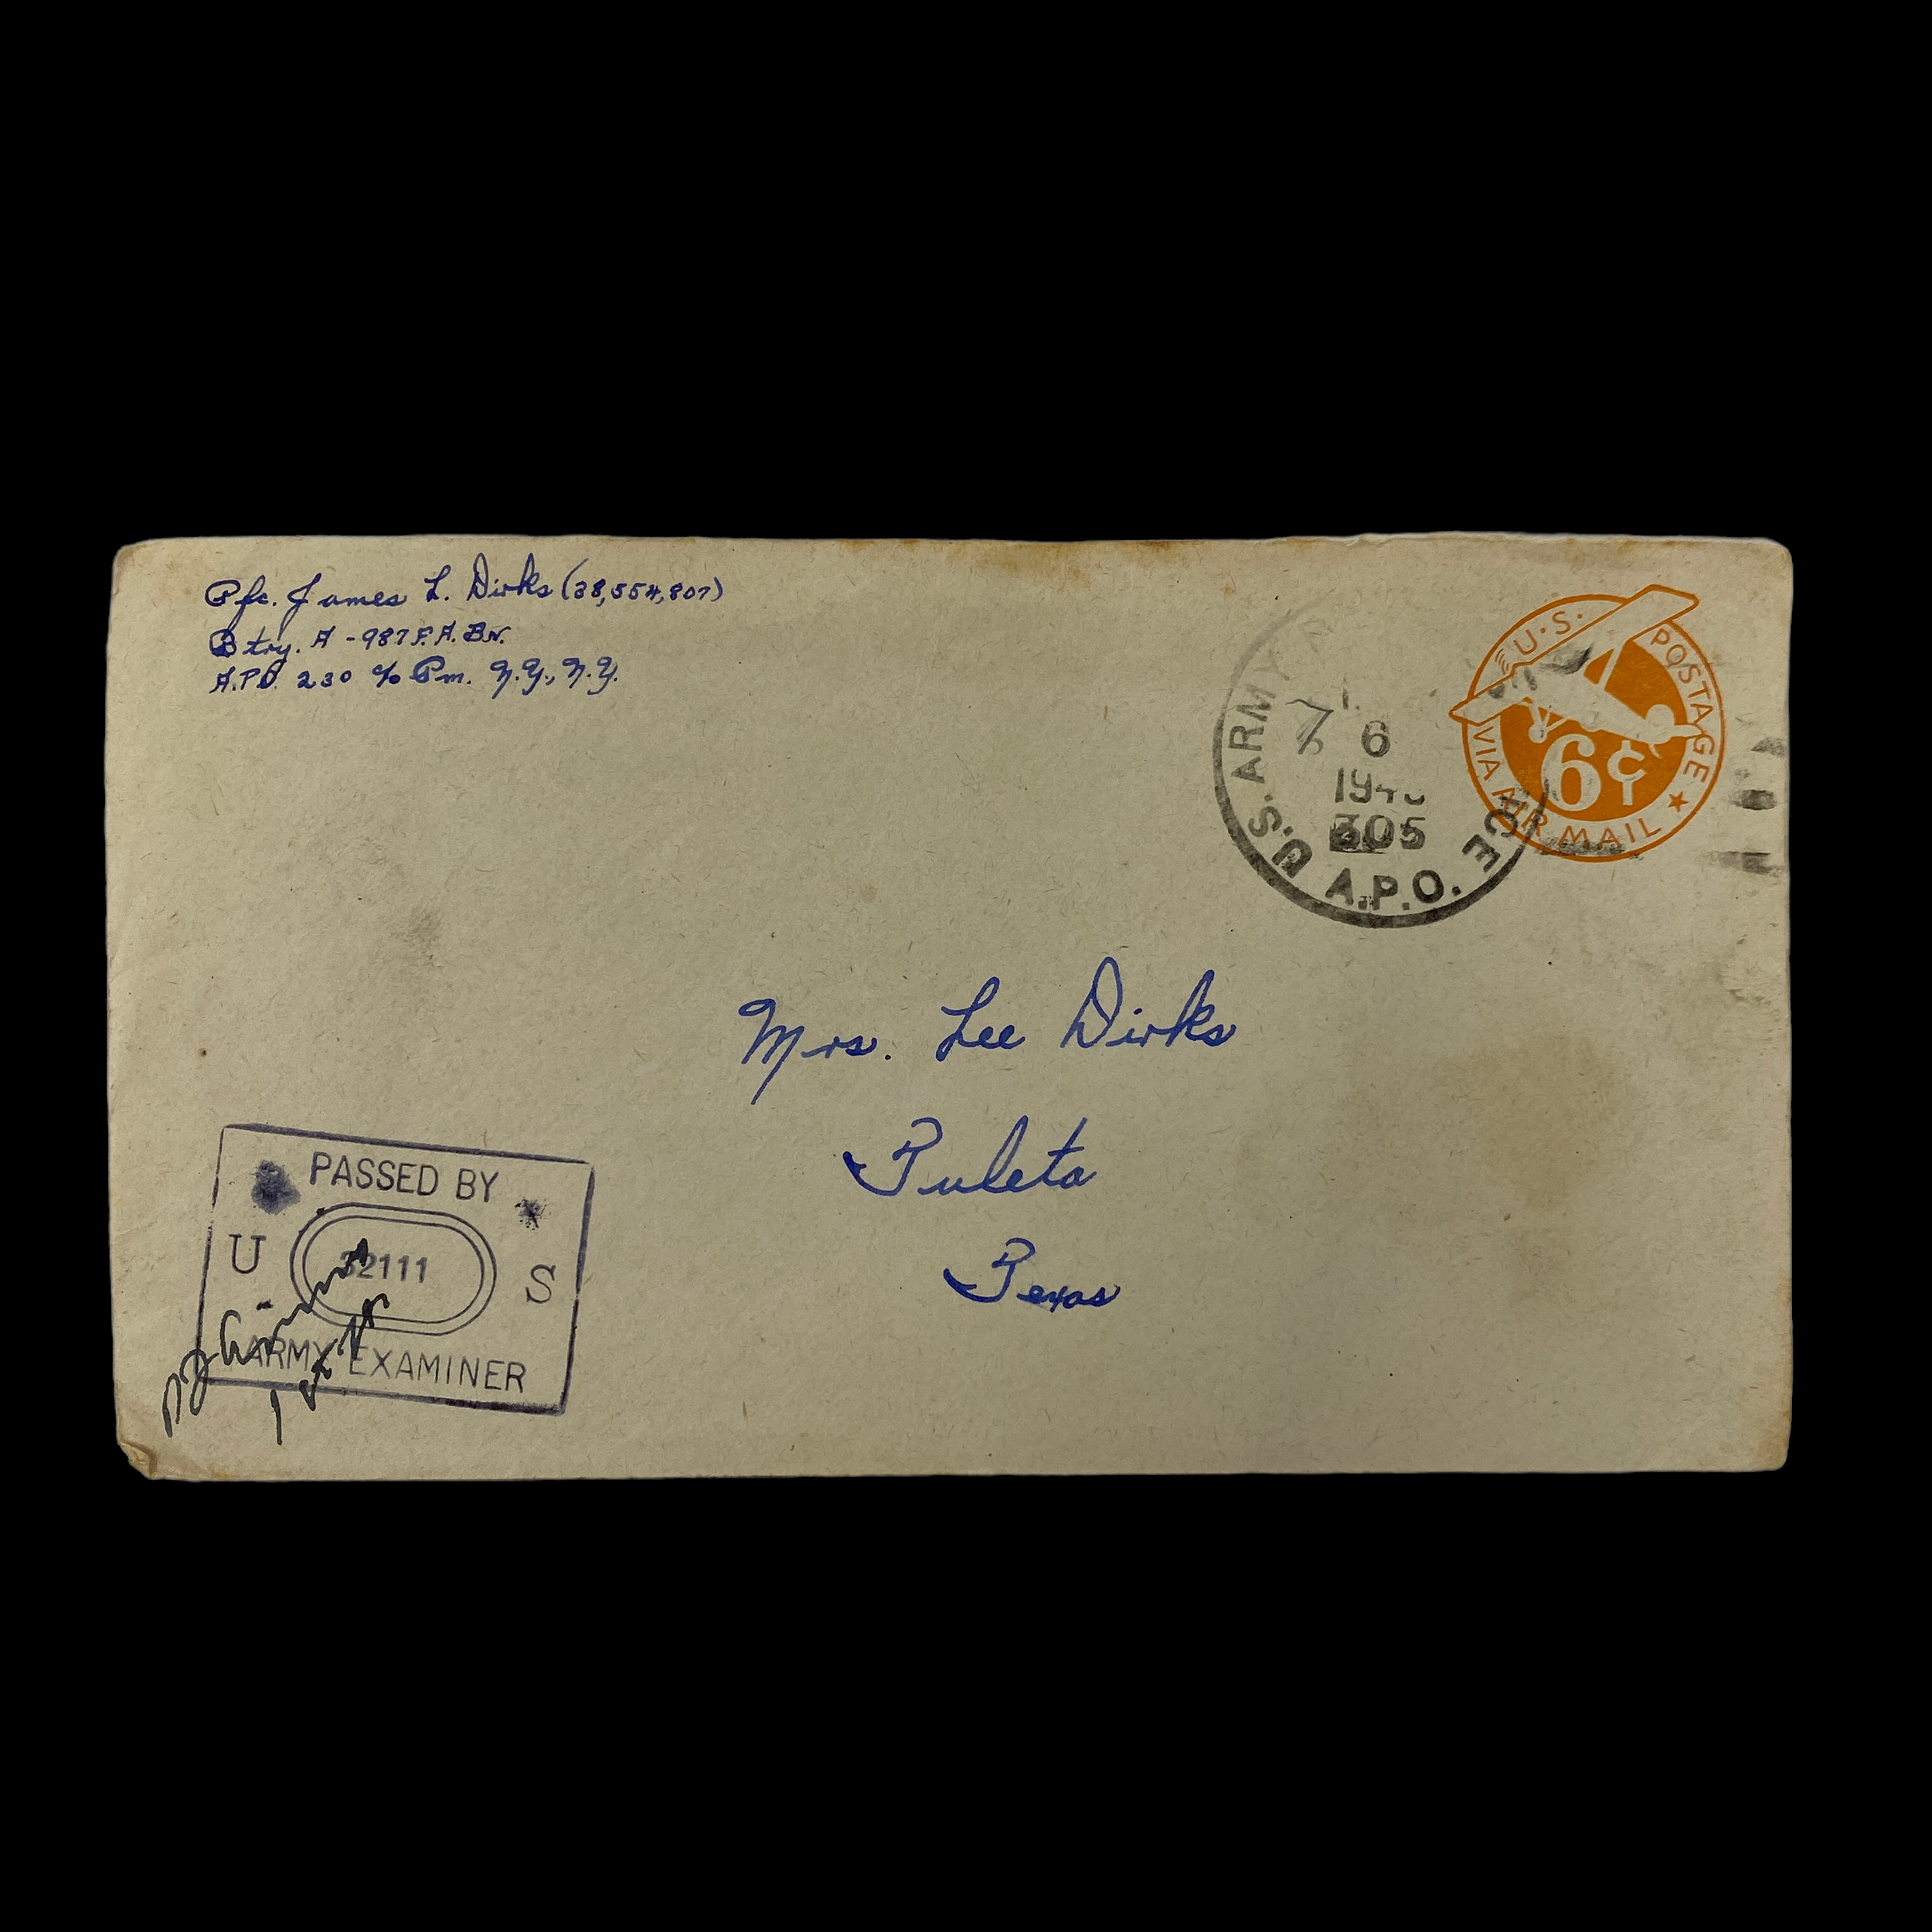 Pfc. James L. Dirks (38,554,807)
Btry. A - 987 F.A. Bn.
A.P.O. 230 c/o Pm. N.Y., N.Y.
U.S. ARMY
6
305
A.P.O.
U.S. POSTAGE
6¢
VIA AIR MAIL
Mrs. Lee Dirks
Tuleta
Texas
PASSED BY
U 32111 S
ARMY EXAMINER